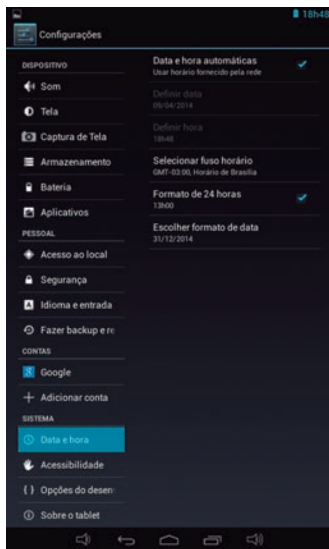 18h48
Configurações
DISPOSITIVO
Som
Tela
Captura de Tela
Armazenamento
Bateria
Aplicativos
PESSOAL
Acesso ao local
Segurança
Idioma e entrada
Fazer backup e re
CONTAS
Google
Adicionar conta
SISTEMA
Data e hora
Acessibilidade
Opções do desen
Sobre o tablet
Data e hora automáticas
Usar horário fornecido pela rede
Definir data
09/04/2014
Definir hora
18h48
Selecionar fuso horário
GMT-03:00, Horário de Brasília
Formato de 24 horas
13h00
Escolher formato de data
31/12/2014